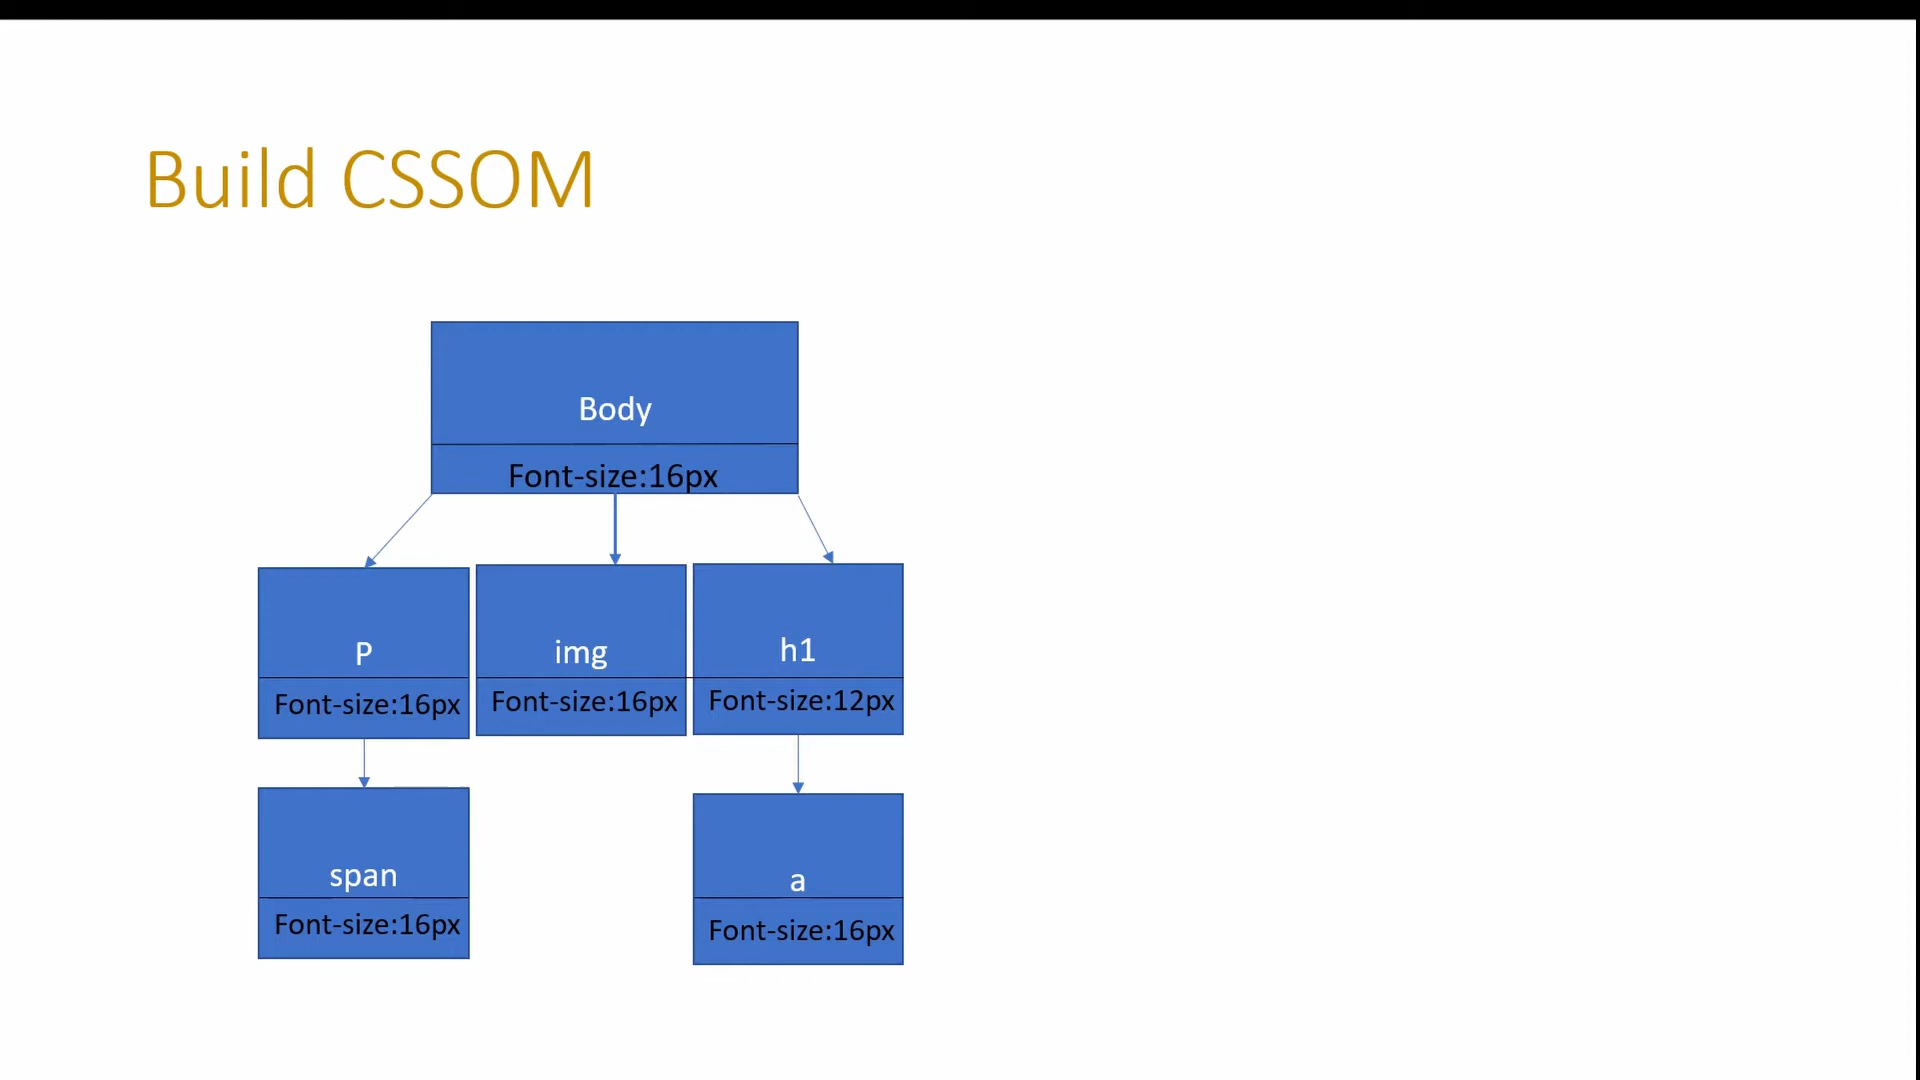 Build CSSOM
Body
Font-size:16px
P
img
h1
Font-size:16px
Font-size:16px
Font-size:12px
span
a
Font-size:16px
Font-size:16px